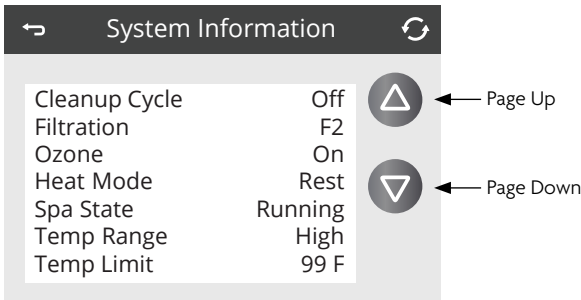 System Information
Cleanup Cycle Off
Filtration F2
Ozone On
Heat Mode Rest
Spa State Running
Temp Range High
Temp Limit 99 F
Page Up
Page Down